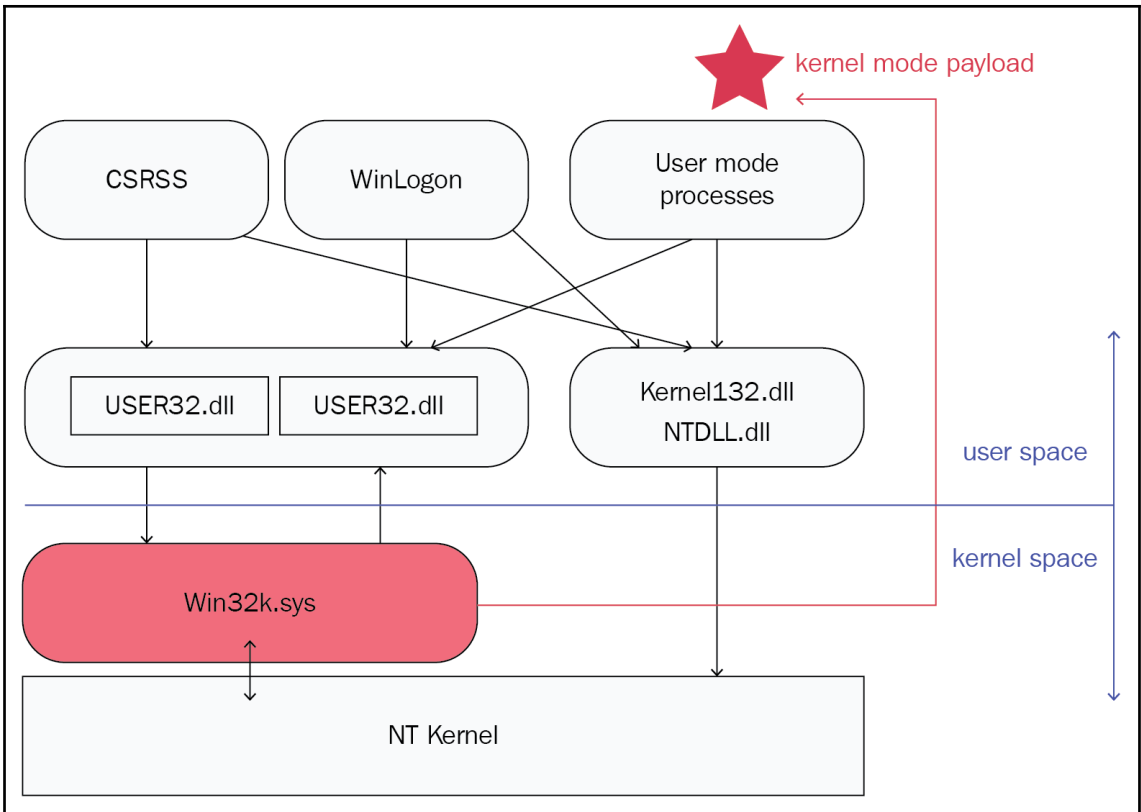 kernel mode payload
CSRSS
WinLogon
User mode
processes
USER32.dll
USER32.dll
Kernel132.dll
NTDLL.dll
user space
kernel space
Win32k.sys
NT Kernel